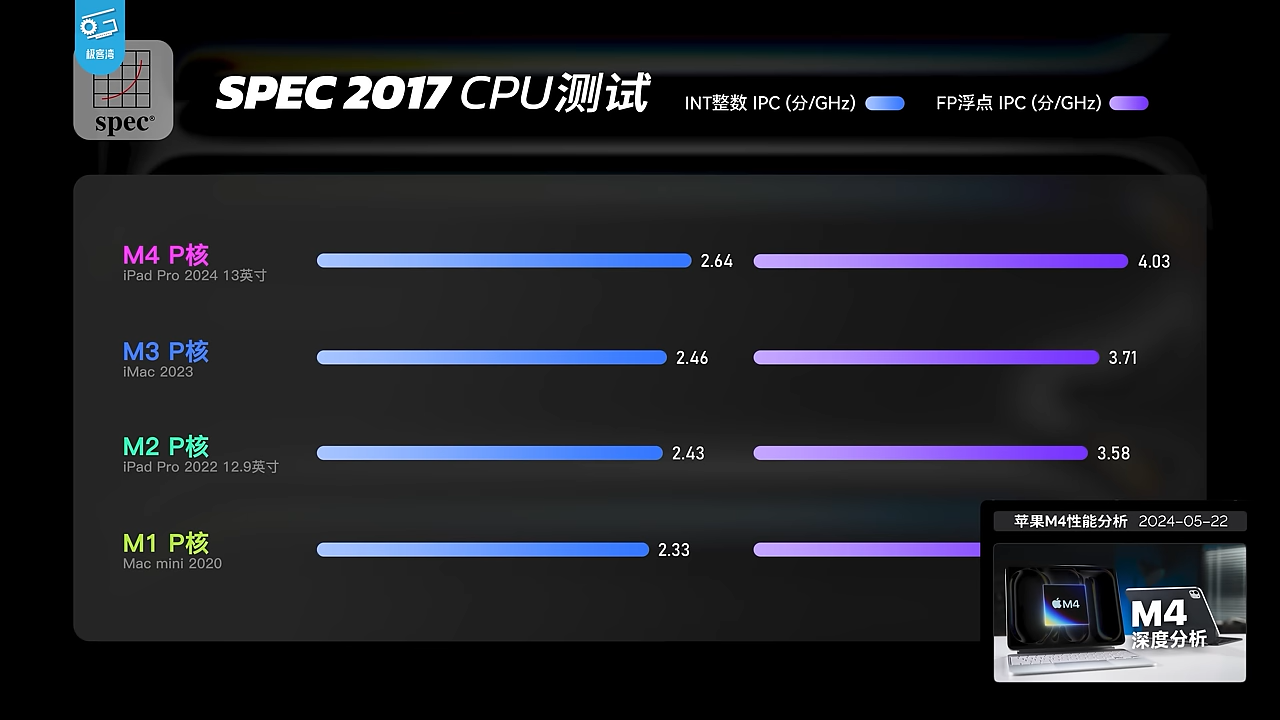 极客湾
spec®
SPEC 2017 CPU测试
INT整数 IPC (分/GHz)
FP浮点 IPC (分/GHz)
M4 P核
iPad Pro 2024 13英寸
2.64
4.03
M3 P核
iMac 2023
2.46
3.71
M2 P核
iPad Pro 2022 12.9英寸
2.43
3.58
M1 P核
Mac mini 2020
2.33
苹果M4性能分析 2024-05-22
M4
M4
深度分析